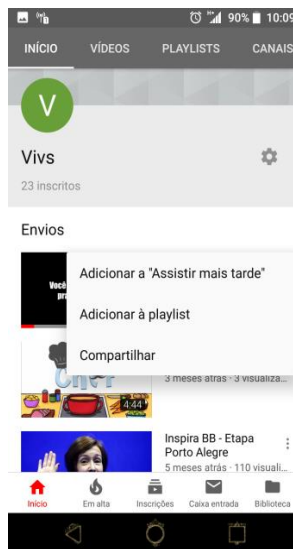 90% 10:09
INÍCIO VÍDEOS PLAYLISTS CANAIS
V
Vivs
23 inscritos
Envios
Você
pra
Adicionar a "Assistir mais tarde"
Adicionar à playlist
Compartilhar
Chef
4:44
3 meses atrás · 3 visualiza...
Inspira BB - Etapa
Porto Alegre
5 meses atrás · 110 visuali...
Início Em alta Inscrições Caixa entrada Biblioteca